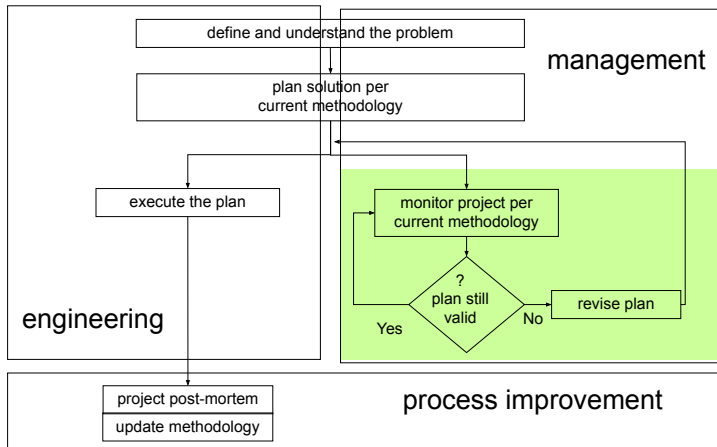 define and understand the problem
management
plan solution per
current methodology
execute the plan
monitor project per
current methodology
?
plan still
valid
revise plan
Yes
No
engineering
process improvement
project post-mortem
update methodology